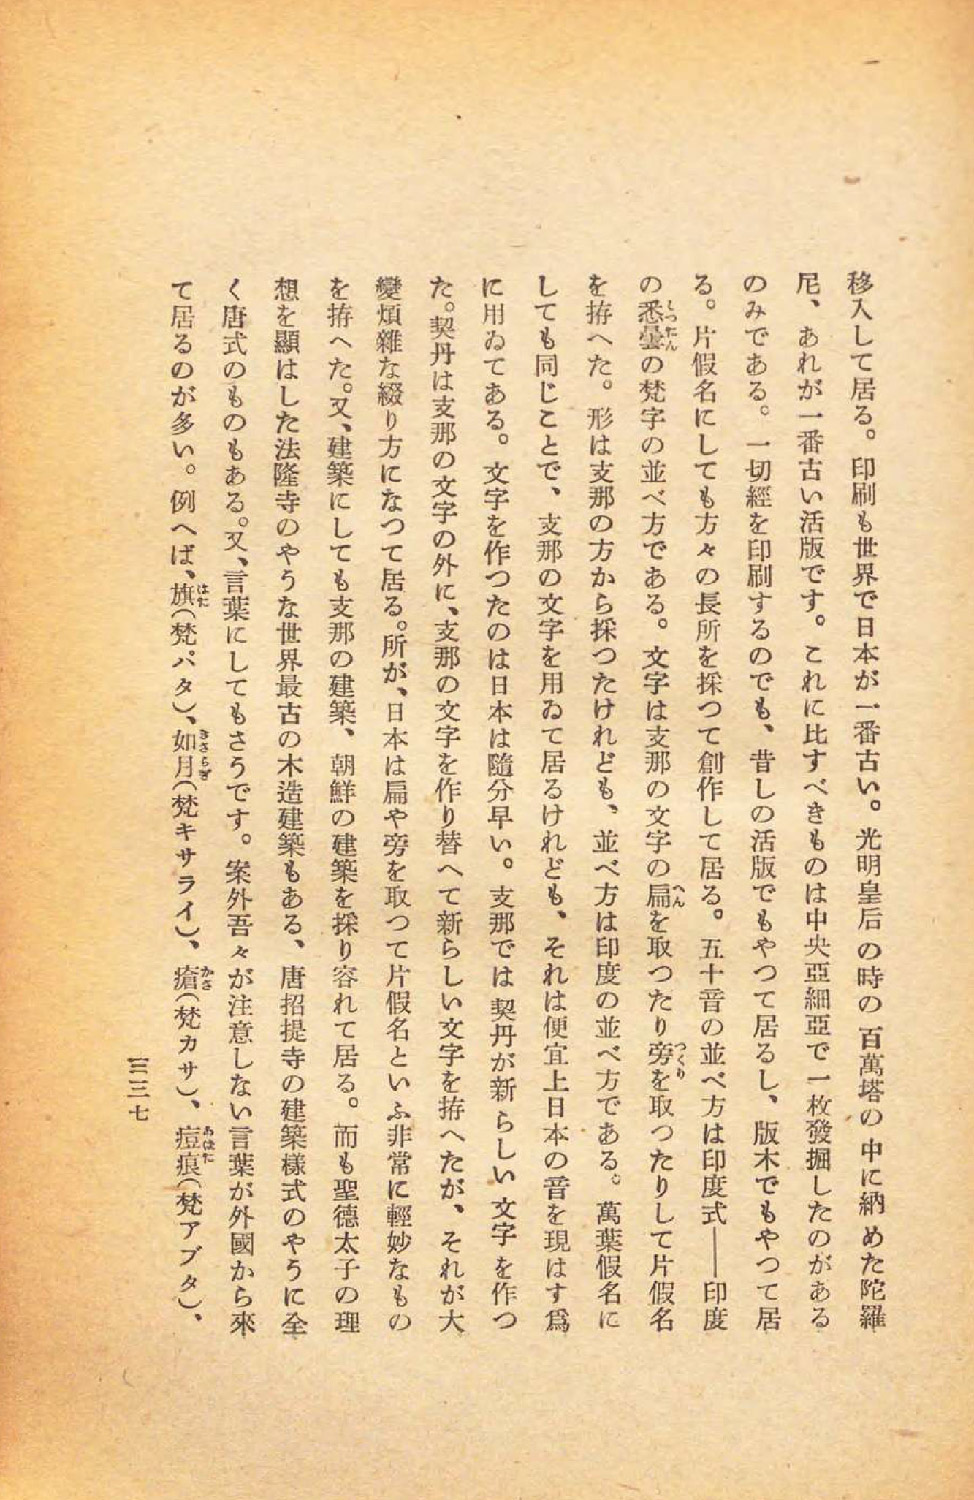 移入して居る。印刷も世界で日本が一番古い。光明皇后の時の百萬塔の中に納めた陀羅
尼、あれが一番古い活版です。これに比すべきものは中央亞細亞で一枚發掘したのがある
のみである。一切經を印刷するのでも、昔しの活版でもやつて居るし、版木でもやつて居
る。片假名にしても方々の長所を採つて創作して居る。五十音の並べ方は印度式――印度
の悉曇の梵字の並べ方である。文字は支那の文字の扁を取つたり旁を取つたりして片假名
を拵へた。形は支那の方から採つたけれども、並べ方は印度の並べ方である。萬葉假名に
しても同じことで、支那の文字を用ゐて居るけれども、それは便宜上日本の音を現はす爲
に用ゐてある。文字を作つたのは日本は隨分早い。支那では契丹が新らしい文字を作つ
た。契丹は支那の文字の外に、支那の文字を作り替へて新らしい文字を拵へたが、それが大
變煩雜な綴り方になつて居る。所が、日本は扁や旁を取つて片假名といふ非常に輕妙なもの
を拵へた。又、建築にしても支那の建築、朝鮮の建築を採り容れて居る。而も聖德太子の理
想を顯はした法隆寺のやうな世界最古の木造建築もある、唐招提寺の建築樣式のやうに全
く唐式のものもある。又、言葉にしてもさうです。案外吾々が注意しない言葉が外國から來
て居るのが多い。例へば、旗(梵パタ)、如月(梵キサライ)、瘡(梵カサ)、痘痕(梵アブタ)、
しつたん
へん
つくり
はた
きさらぎ
かさ
あばた
三三七